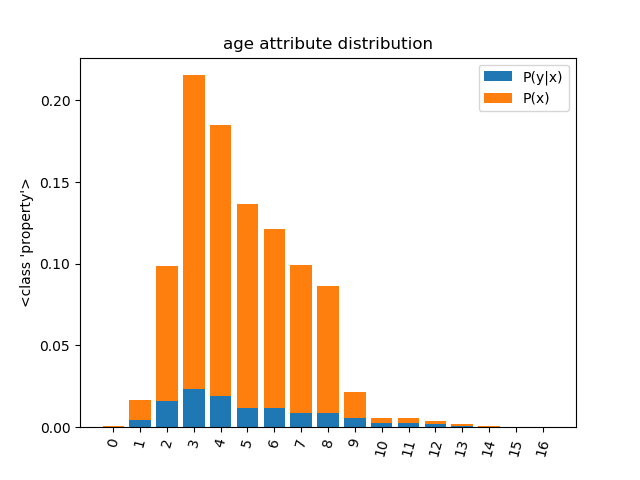 age attribute distribution
P(y|x)
P(x)
<class 'property'>
0.20
0.15
0.10
0.05
0.00
0 1 2 3 4 5 6 7 8 9 10 11 12 13 14 15 16